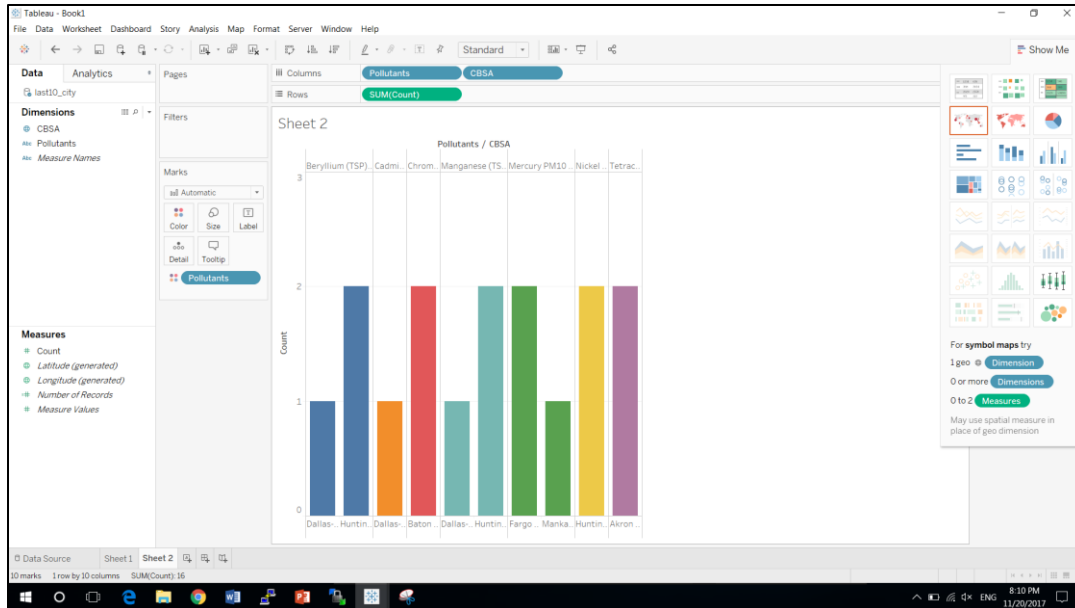 Tableau - Book1
File Data Worksheet Dashboard Story Analysis Map Format Server Window Help
Standard
Show Me
Data Analytics
last10_city
Dimensions
CBSA
Abc Pollutants
Abc Measure Names
Measures
# Count
Latitude (generated)
Longitude (generated)
=# Number of Records
# Measure Values
Pages
Filters
Marks
Automatic
Color Size Label
Detail Tooltip
Pollutants
Columns Pollutants CBSA
Rows SUM(Count)
Sheet 2
Pollutants / CBSA
Beryllium (TSP).. Cadmi.. Chrom.. Manganese (TS.. Mercury PM10 .. Nickel .. Tetrac..
3
2
1
0
Count
Dallas-.. Huntin.. Dallas-.. Baton .. Dallas-.. Huntin.. Fargo .. Manka.. Huntin.. Akron ..
For symbol maps try
1 geo Dimension
0 or more Dimensions
0 to 2 Measures
May use spatial measure in
place of geo dimension
Data Source Sheet 1 Sheet 2
10 marks 1 row by 10 columns SUM(Count): 16
ENG 8:10 PM
11/20/2017